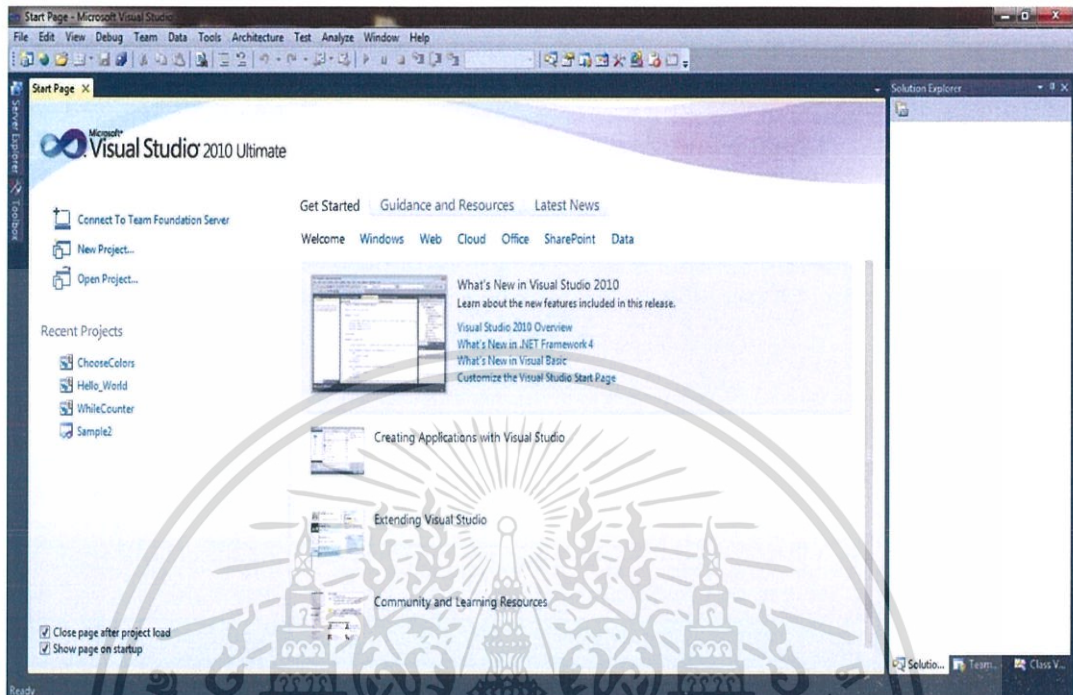 Start Page - Microsoft Visual Studio
File Edit View Debug Team Data Tools Architecture Test Analyze Window Help
Server Explorer
Toolbox
Start Page
Solution Explorer
Microsoft
Visual Studio 2010 Ultimate
Connect To Team Foundation Server
New Project...
Open Project...
Recent Projects
ChooseColors
Hello_World
WhileCounter
Sample2
Get Started Guidance and Resources Latest News
Welcome Windows Web Cloud Office SharePoint Data
What's New in Visual Studio 2010
Learn about the new features included in this release.
Visual Studio 2010 Overview
What's New in .NET Framework 4
What's New in Visual Basic
Customize the Visual Studio Start Page
Creating Applications with Visual Studio
Extending Visual Studio
Community and Learning Resources
Close page after project load
Show page on startup
Solutio... Team... Class V...
Ready